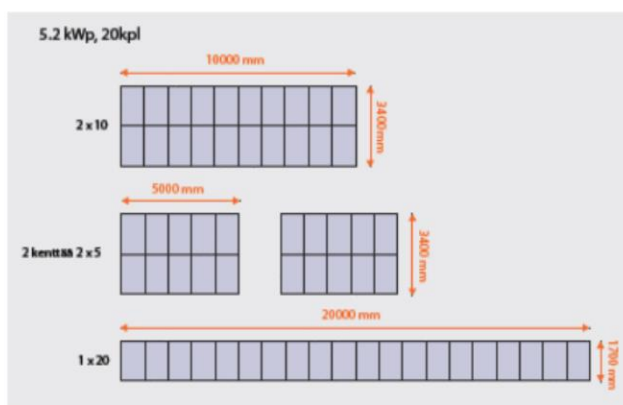 5.2 kWp, 20kpl
10000 mm
2 x 10
3400mm
5000 mm
2 kenttää 2 x 5
3400 mm
20000 mm
1 x 20
1700 mm